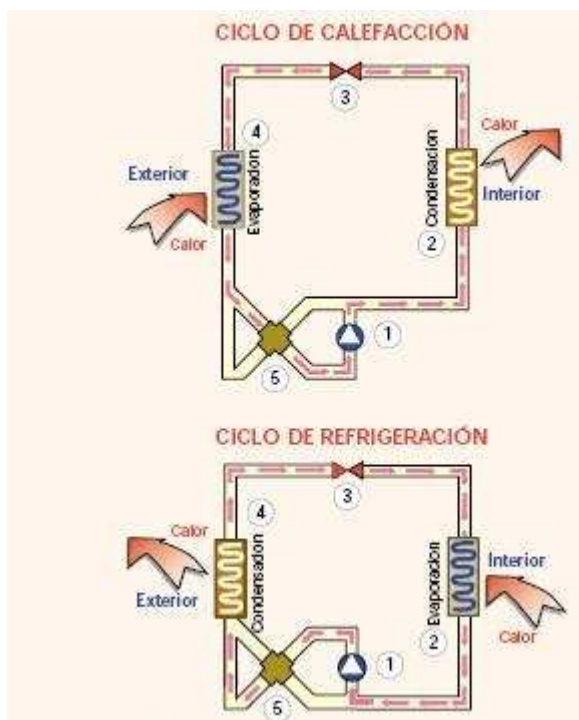 CICLO DE CALEFACCIÓN
3
4
Calor
Exterior
Evaporacion
Condensacion
Interior
Calor
2
1
5
CICLO DE REFRIGERACIÓN
3
4
Calor
Exterior
Condensadon
Evaporacion
Interior
2
Calor
1
5